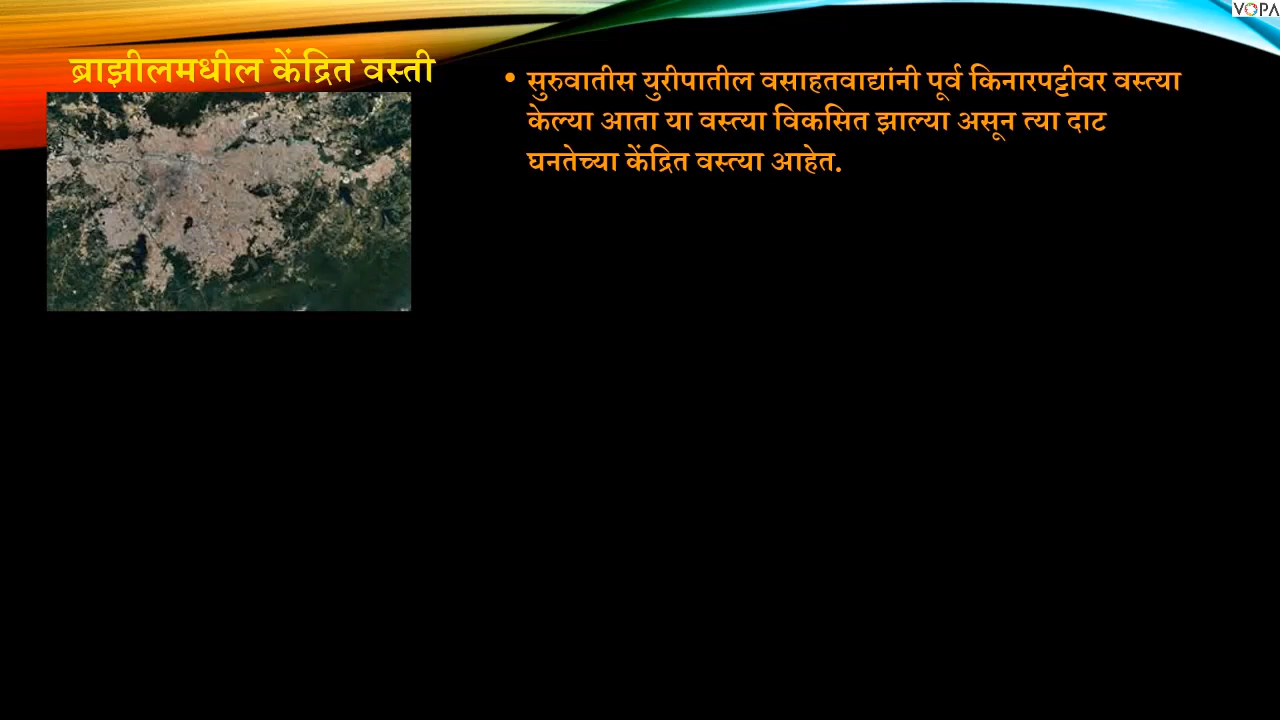 VOPA
ब्राझीलमधील केंद्रित वस्ती
• सुरुवातीस युरीपातील वसाहतवाद्यांनी पूर्व किनारपट्टीवर वस्त्या
केल्या आता या वस्त्या विकसित झाल्या असून त्या दाट
घनतेच्या केंद्रित वस्त्या आहेत.